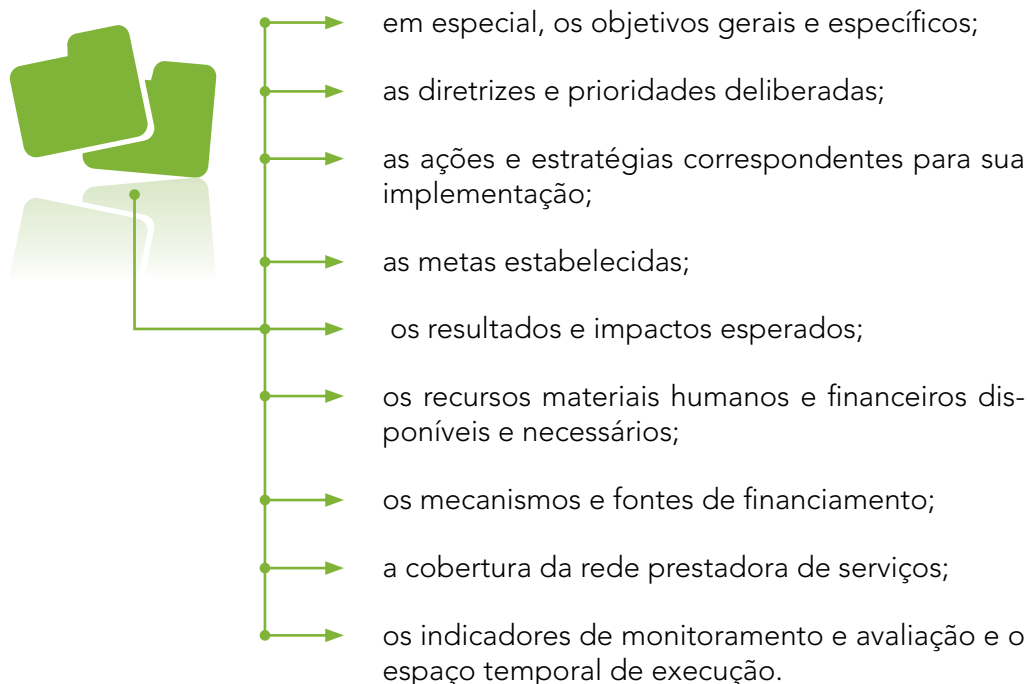 em especial, os objetivos gerais e específicos;
as diretrizes e prioridades deliberadas;
as ações e estratégias correspondentes para sua
implementação;
as metas estabelecidas;
os resultados e impactos esperados;
os recursos materiais humanos e financeiros dis-
poníveis e necessários;
os mecanismos e fontes de financiamento;
a cobertura da rede prestadora de serviços;
os indicadores de monitoramento e avaliação e o
espaço temporal de execução.